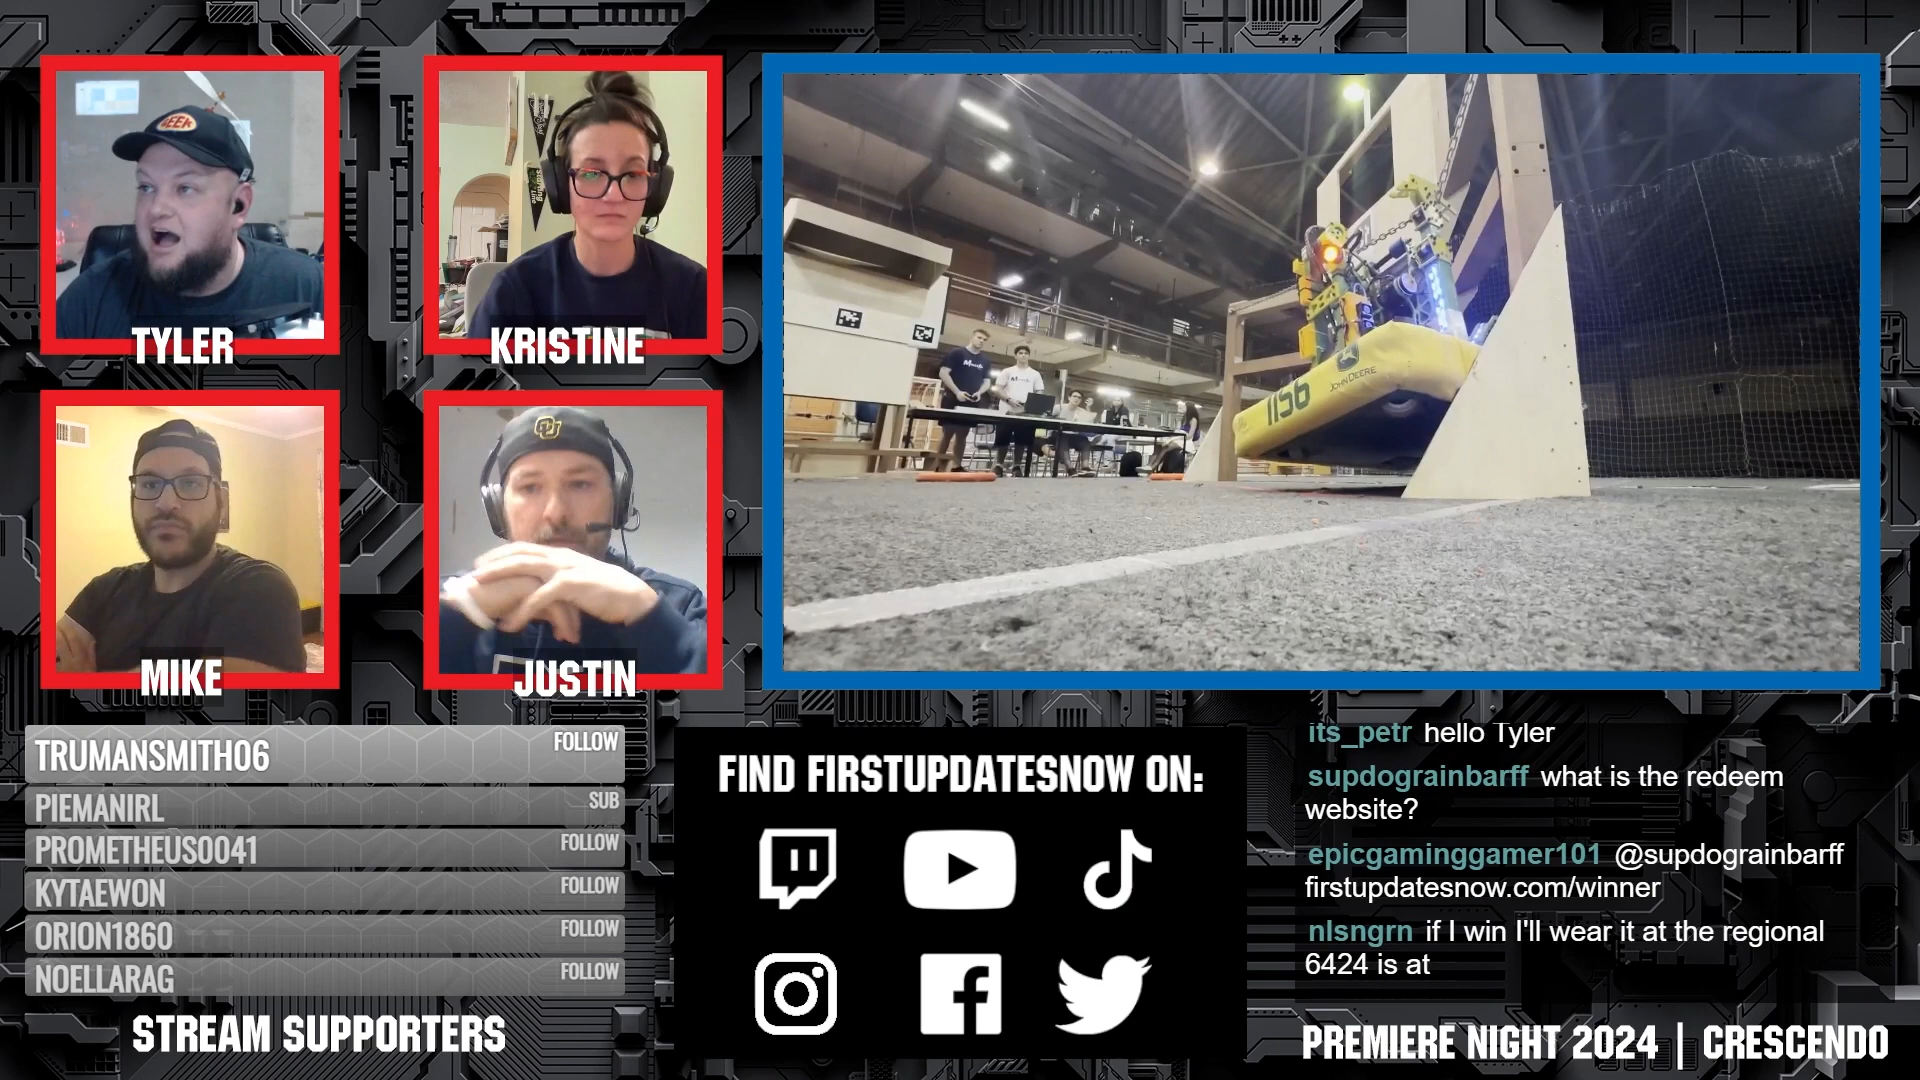 GEEK
CU
1156
JOHN DEERE
TYLER
KRISTINE
MIKE
JUSTIN
TRUMANSMITH06 FOLLOW
PIEMANIRL SUB
PROMETHEUS0041 FOLLOW
KYTAEWON FOLLOW
ORION1860 FOLLOW
NOELLARAG FOLLOW
STREAM SUPPORTERS
FIND FIRSTUPDATESNOW ON:
its_petr hello Tyler
supdograinbarff what is the redeem
website?
epicgaminggamer101 @supdograinbarff
firstupdatesnow.com/winner
nlsngrn if I win I'll wear it at the regional
6424 is at
PREMIERE NIGHT 2024 | CRESCENDO